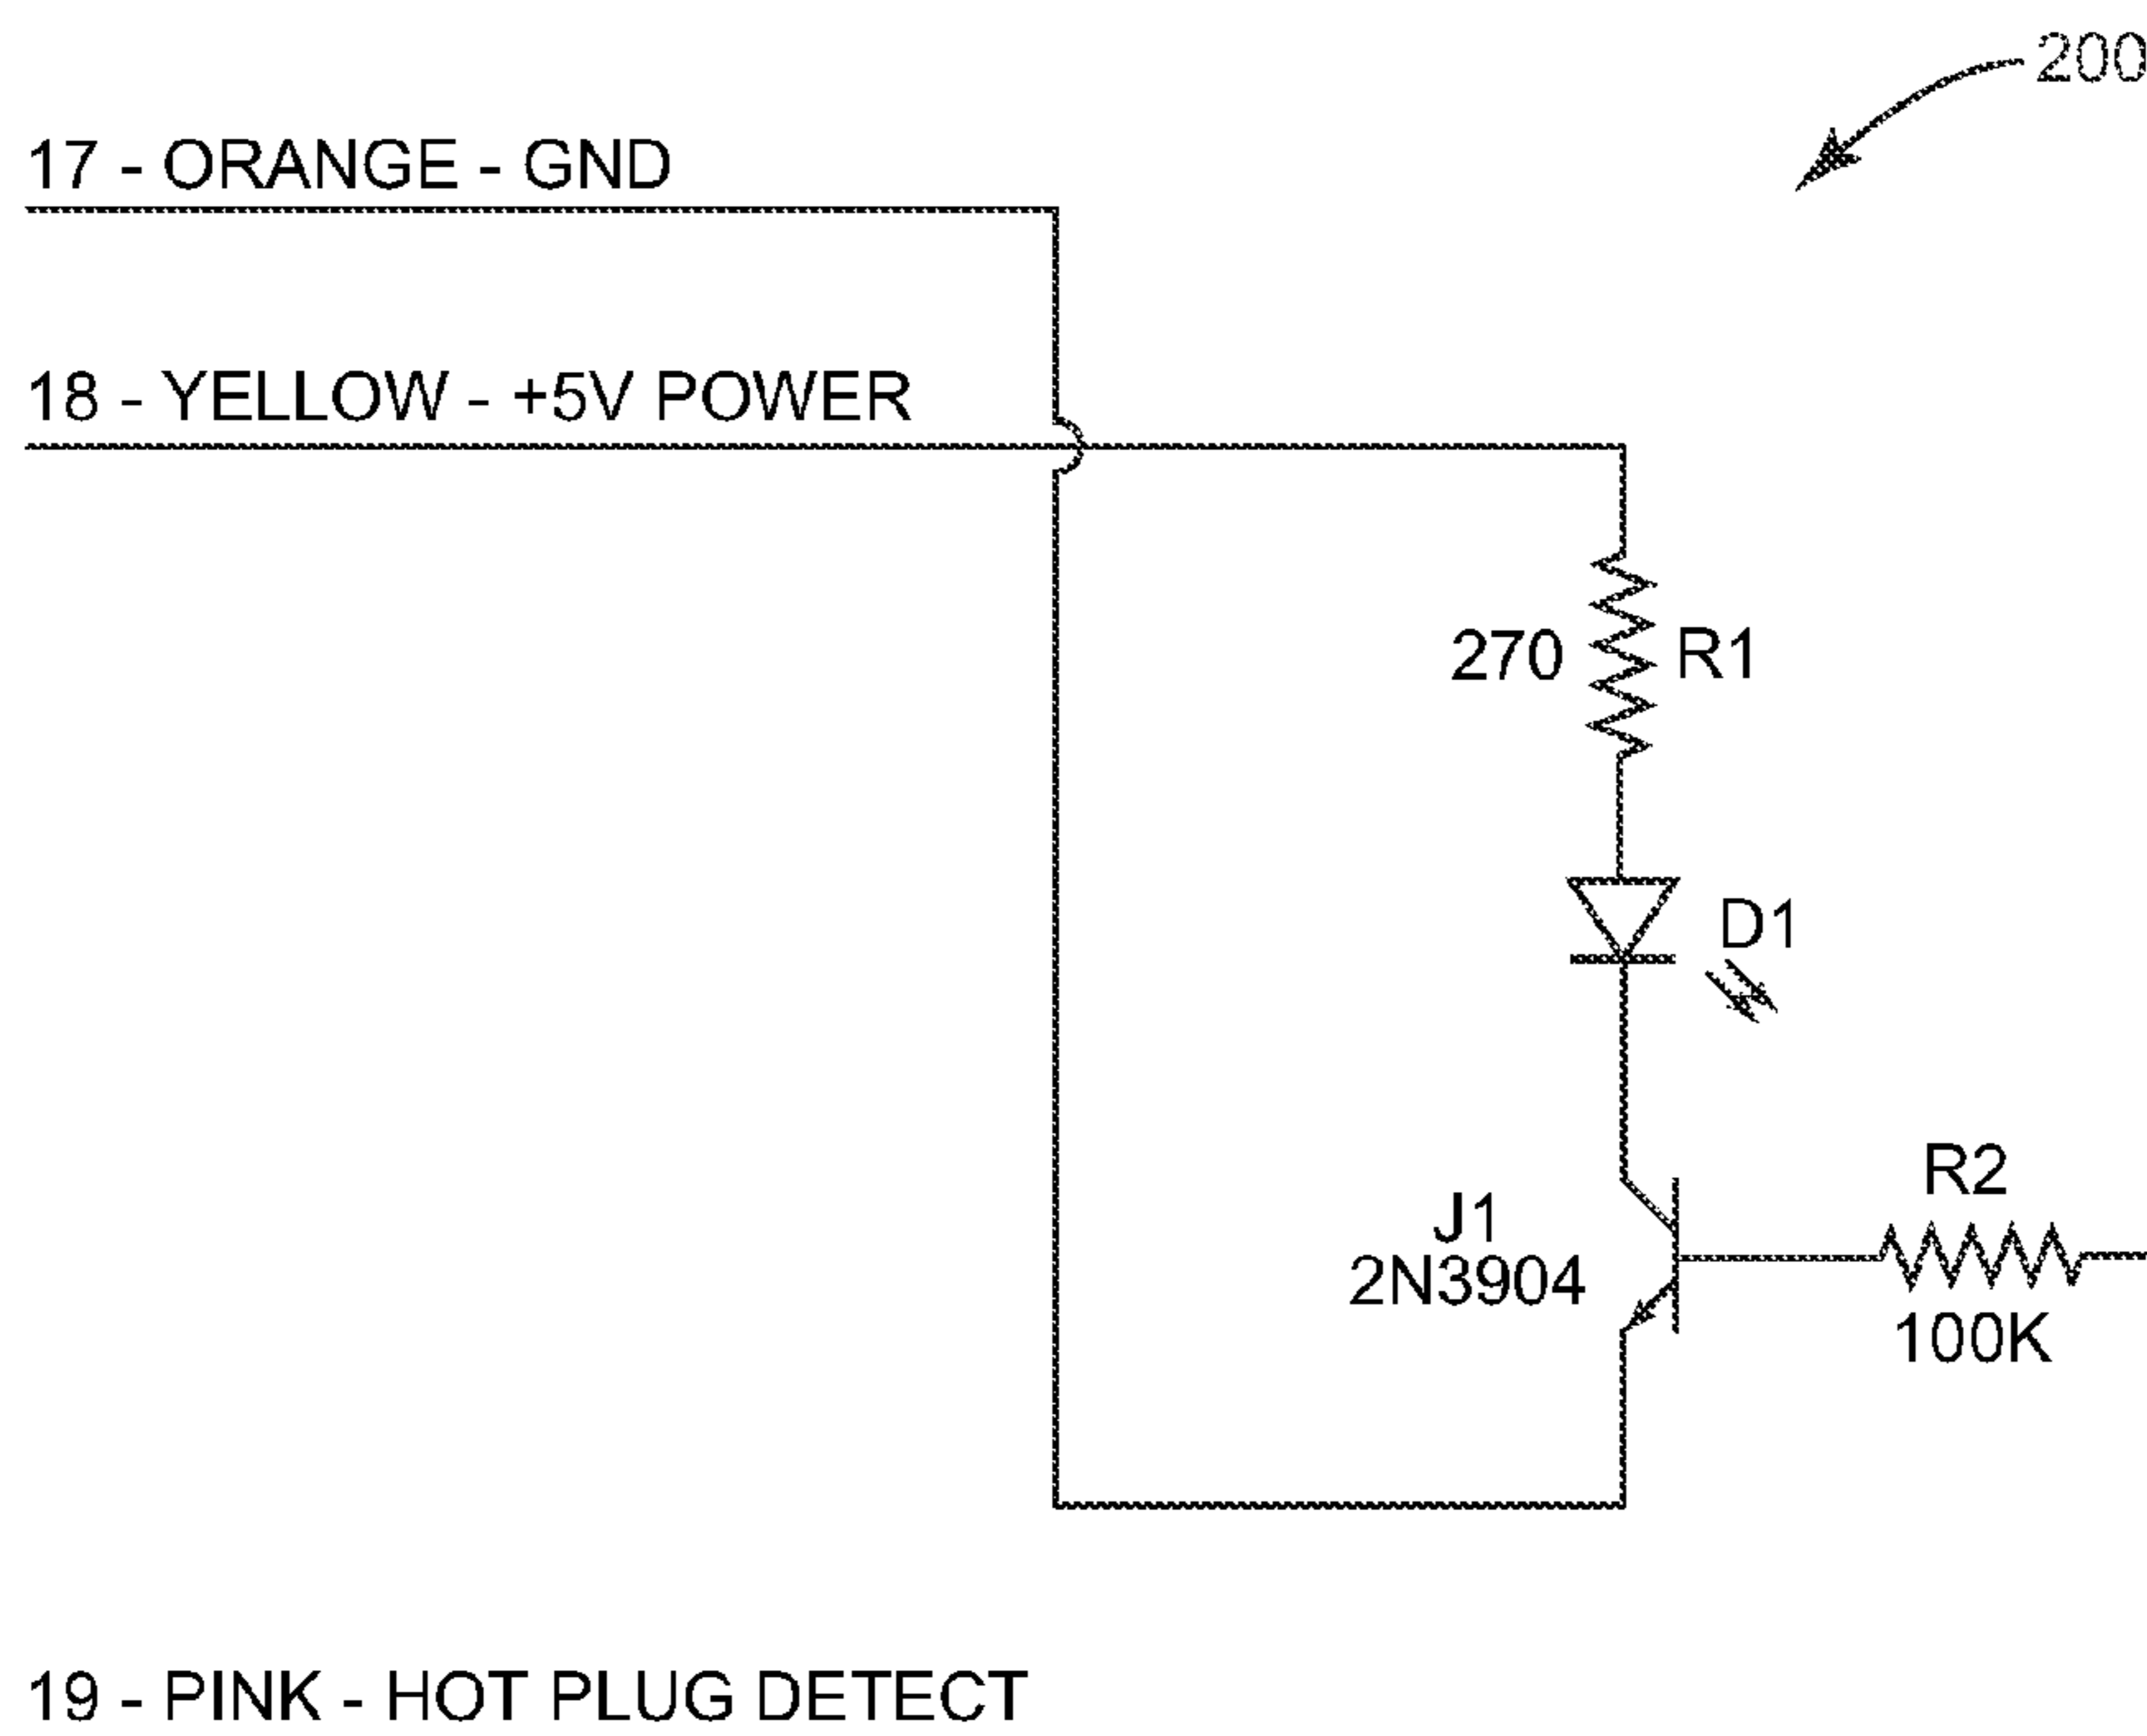 200
17 - ORANGE - GND
18 - YELLOW - +5V POWER
270
R1
D1
R2
J1
2N3904
100K
19 - PINK - HOT PLUG DETECT